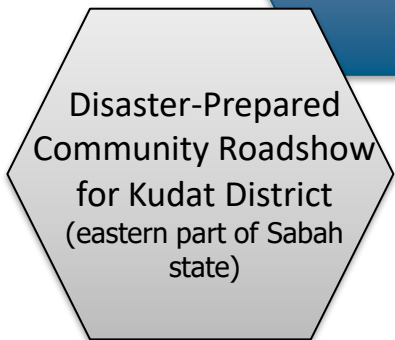 Disaster-Prepared
Community Roadshow
for Kudat District
(eastern part of Sabah
state)